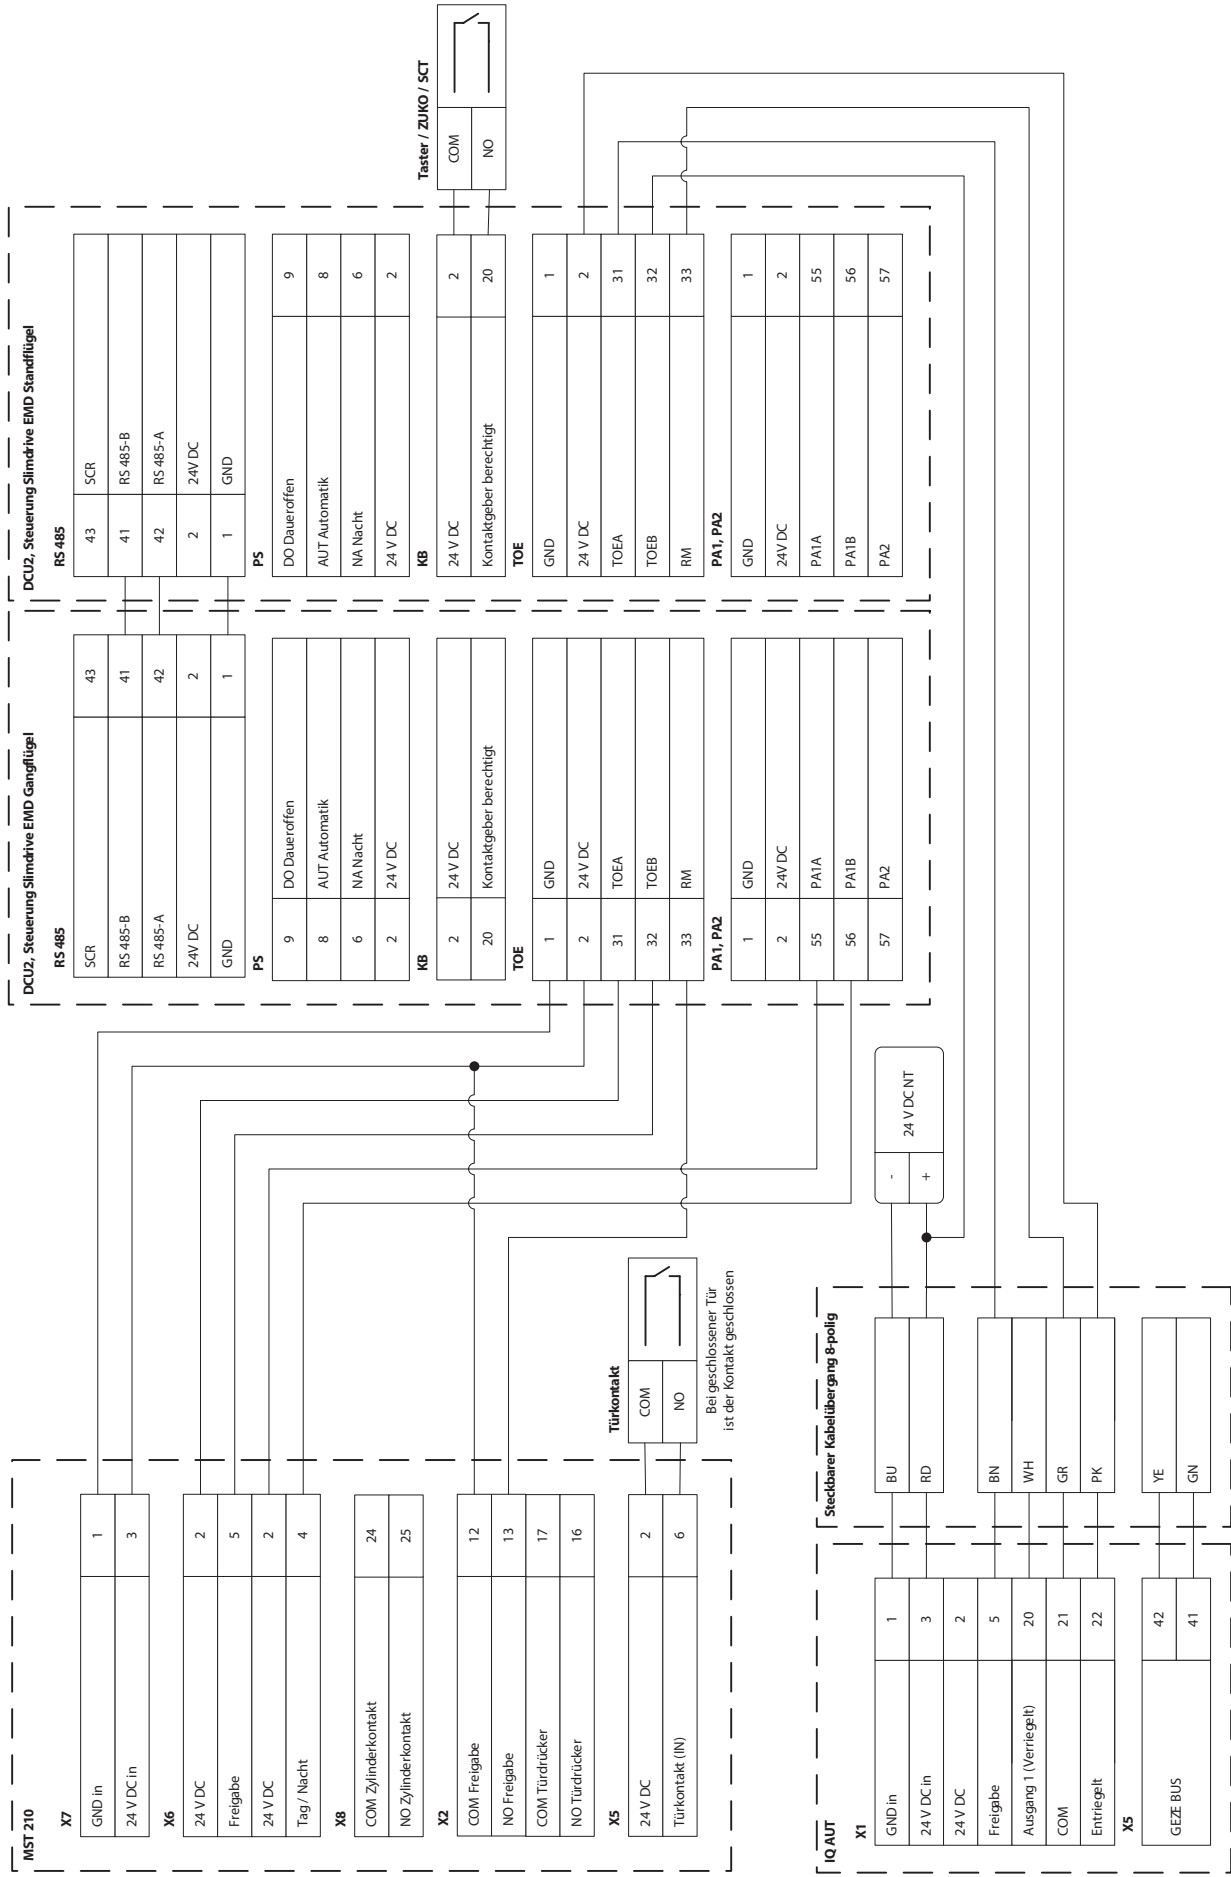 MST 210
X7
GND in 1
24 V DC in 3
X6
24 V DC 2
Freigabe 5
24 V DC 2
Tag / Nacht 4
X8
COM Zylinderkontakt 24
NO Zylinderkontakt 25
X2
COM Freigabe 12
NO Freigabe 13
COM Türdrücker 17
NO Türdrücker 16
X5
24 V DC 2
Türkontakt (IN) 6
Türkontakt
COM
NO
Bei geschlossener Tür
ist der Kontakt geschlossen
DCU2, Steuerung Slimdrive EMD Gangflügel
RS 485
SCR 43
RS 485-B 41
RS 485-A 42
24V DC 2
GND 1
PS
9 DO Daueroffen
8 AUT Automatik
6 NA Nacht
2 24 V DC
KB
2 24 V DC
20 Kontaktgeber berechtigt
TOE
1 GND
2 24 V DC
31 TOEA
32 TOEB
33 RM
PA1, PA2
1 GND
2 24V DC
55 PA1A
56 PA1B
57 PA2
DCU2, Steuerung Slimdrive EMD Standflügel
RS 485
43 SCR
41 RS 485-B
42 RS 485-A
2 24V DC
1 GND
PS
DO Daueroffen 9
AUT Automatik 8
NA Nacht 6
24 V DC 2
KB
24 V DC 2
Kontaktgeber berechtigt 20
TOE
GND 1
24 V DC 2
TOEA 31
TOEB 32
RM 33
PA1, PA2
GND 1
24V DC 2
PA1A 55
PA1B 56
PA2 57
Taster / ZUKO / SCT
COM
NO
IQ AUT
X1
GND in 1
24 V DC in 3
24 V DC 2
Freigabe 5
Ausgang 1 (Verriegelt) 20
COM 21
Entriegelt 22
X5
GEZE BUS
42
41
Steckbarer Kabelübergang 8-polig
BU
RD
BN
WH
GR
PK
YE
GN
-
+
24 V DC NT